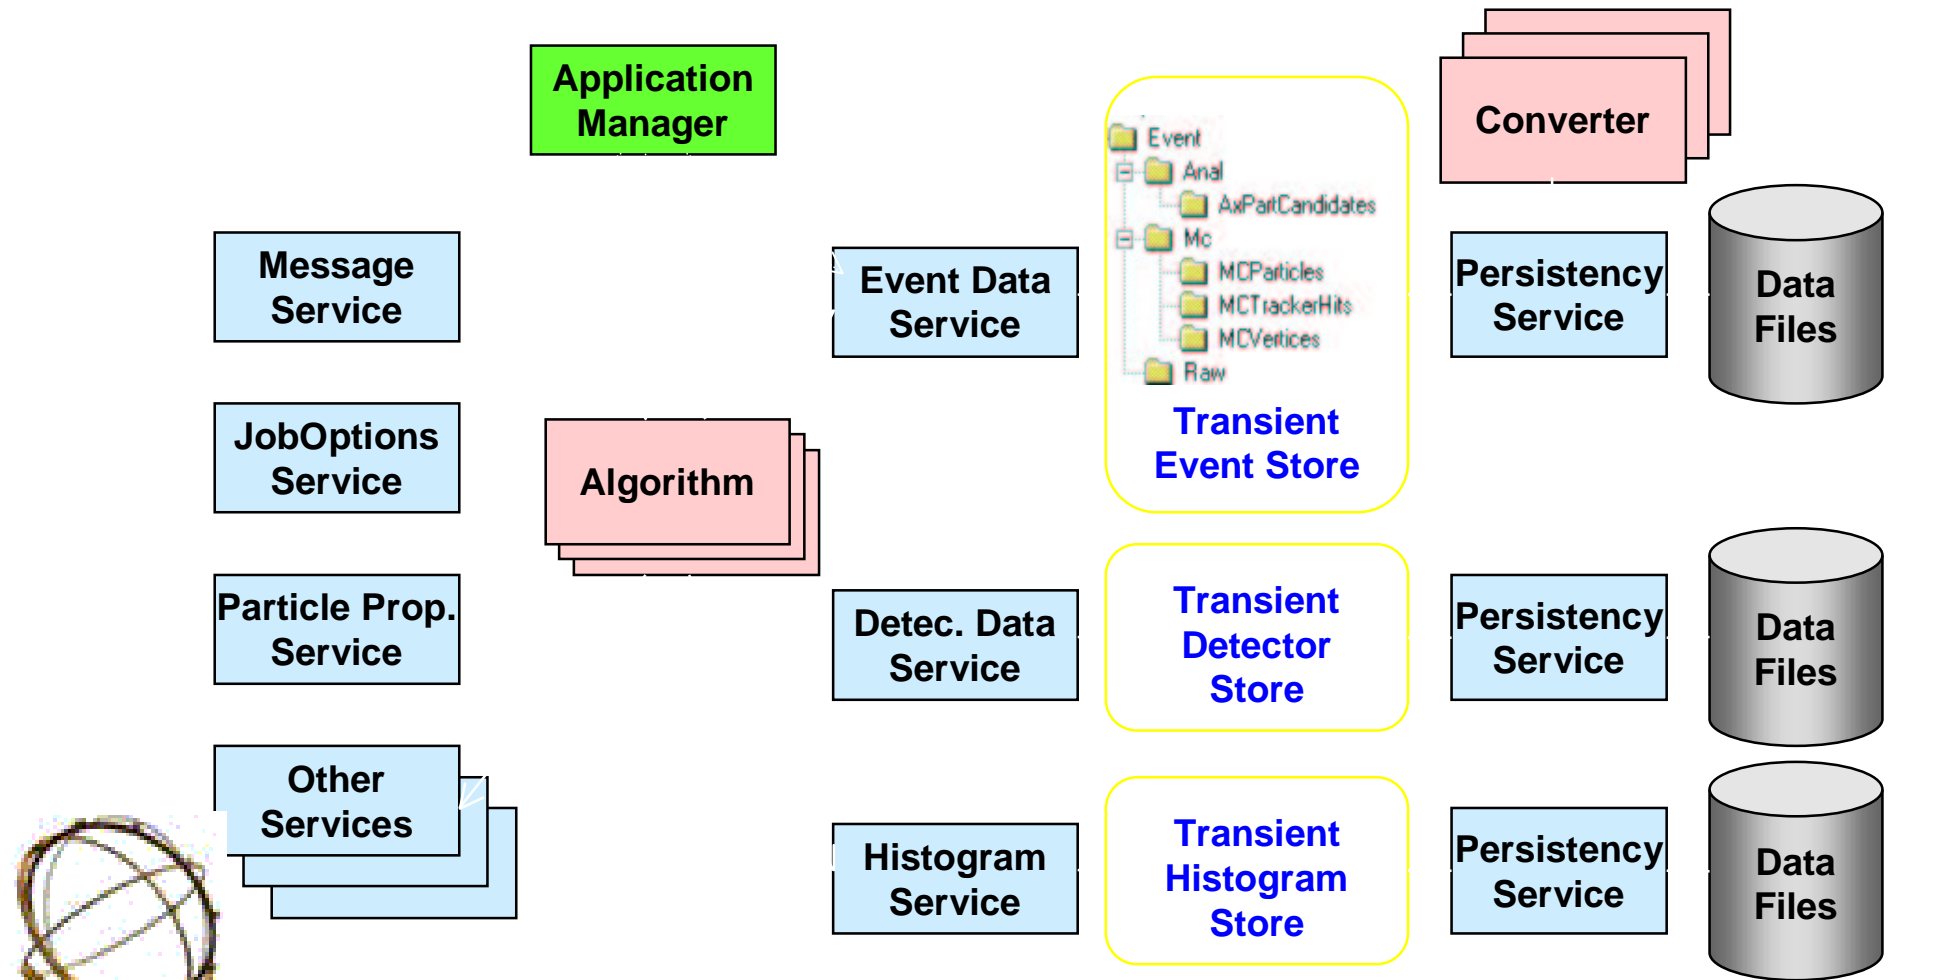 Application
Manager
Converter
Event
Anal
AxPartCandidates
Mc
MCParticles
MCTrackerHits
MCVertices
Raw
Transient
Event Store
Message
Service
Event Data
Service
Persistency
Service
Data
Files
JobOptions
Service
Algorithm
Particle Prop.
Service
Detec. Data
Service
Transient
Detector
Store
Persistency
Service
Data
Files
Other
Services
Histogram
Service
Transient
Histogram
Store
Persistency
Service
Data
Files